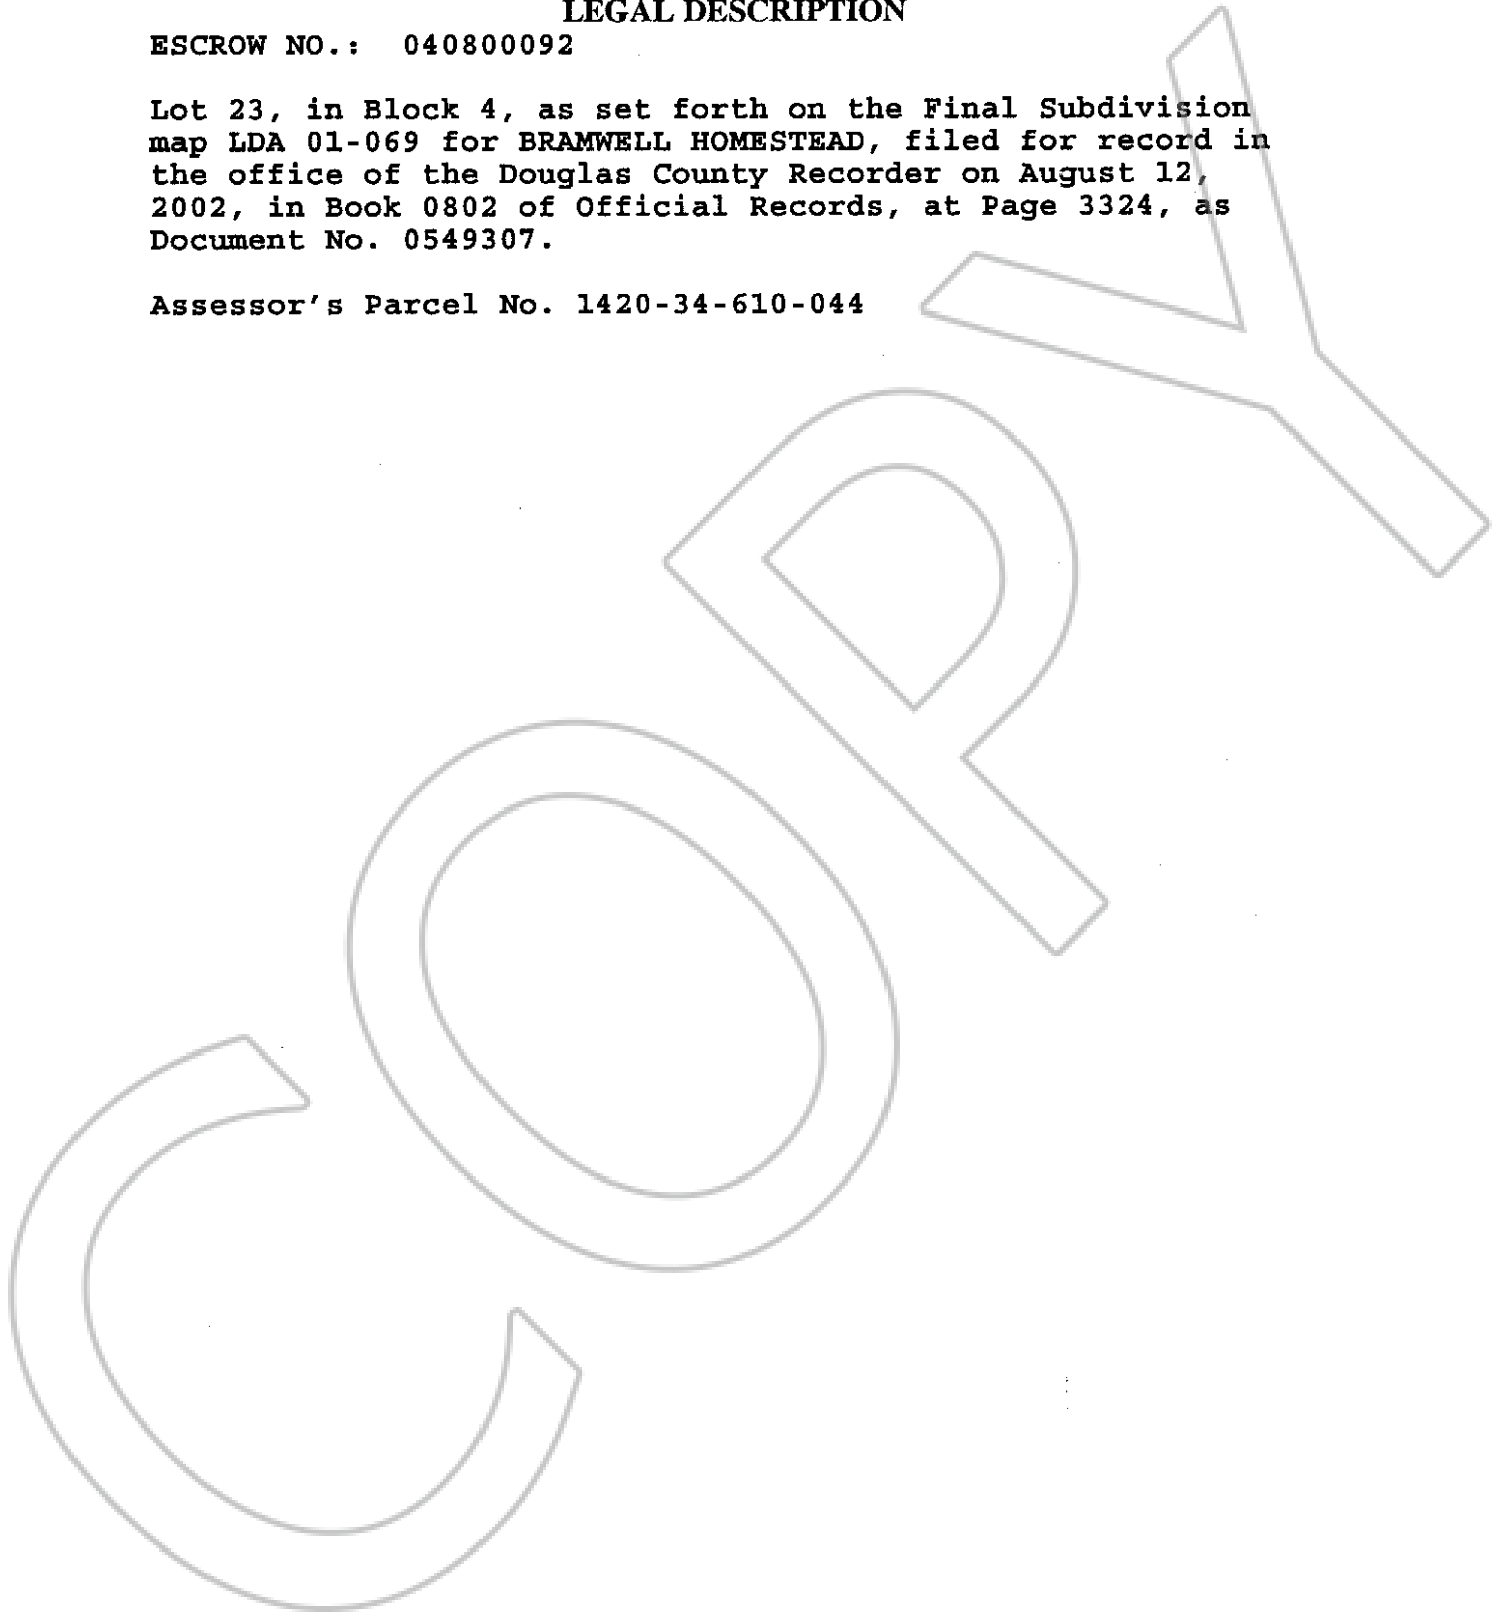 LEGAL DESCRIPTION
ESCROW NO.: 040800092
Lot 23, in Block 4, as set forth on the Final Subdivision
map LDA 01-069 for BRAMWELL HOMESTEAD, filed for record in
the office of the Douglas County Recorder on August 12,
2002, in Book 0802 of Official Records, at Page 3324, as
Document No. 0549307.
Assessor's Parcel No. 1420-34-610-044
COPY